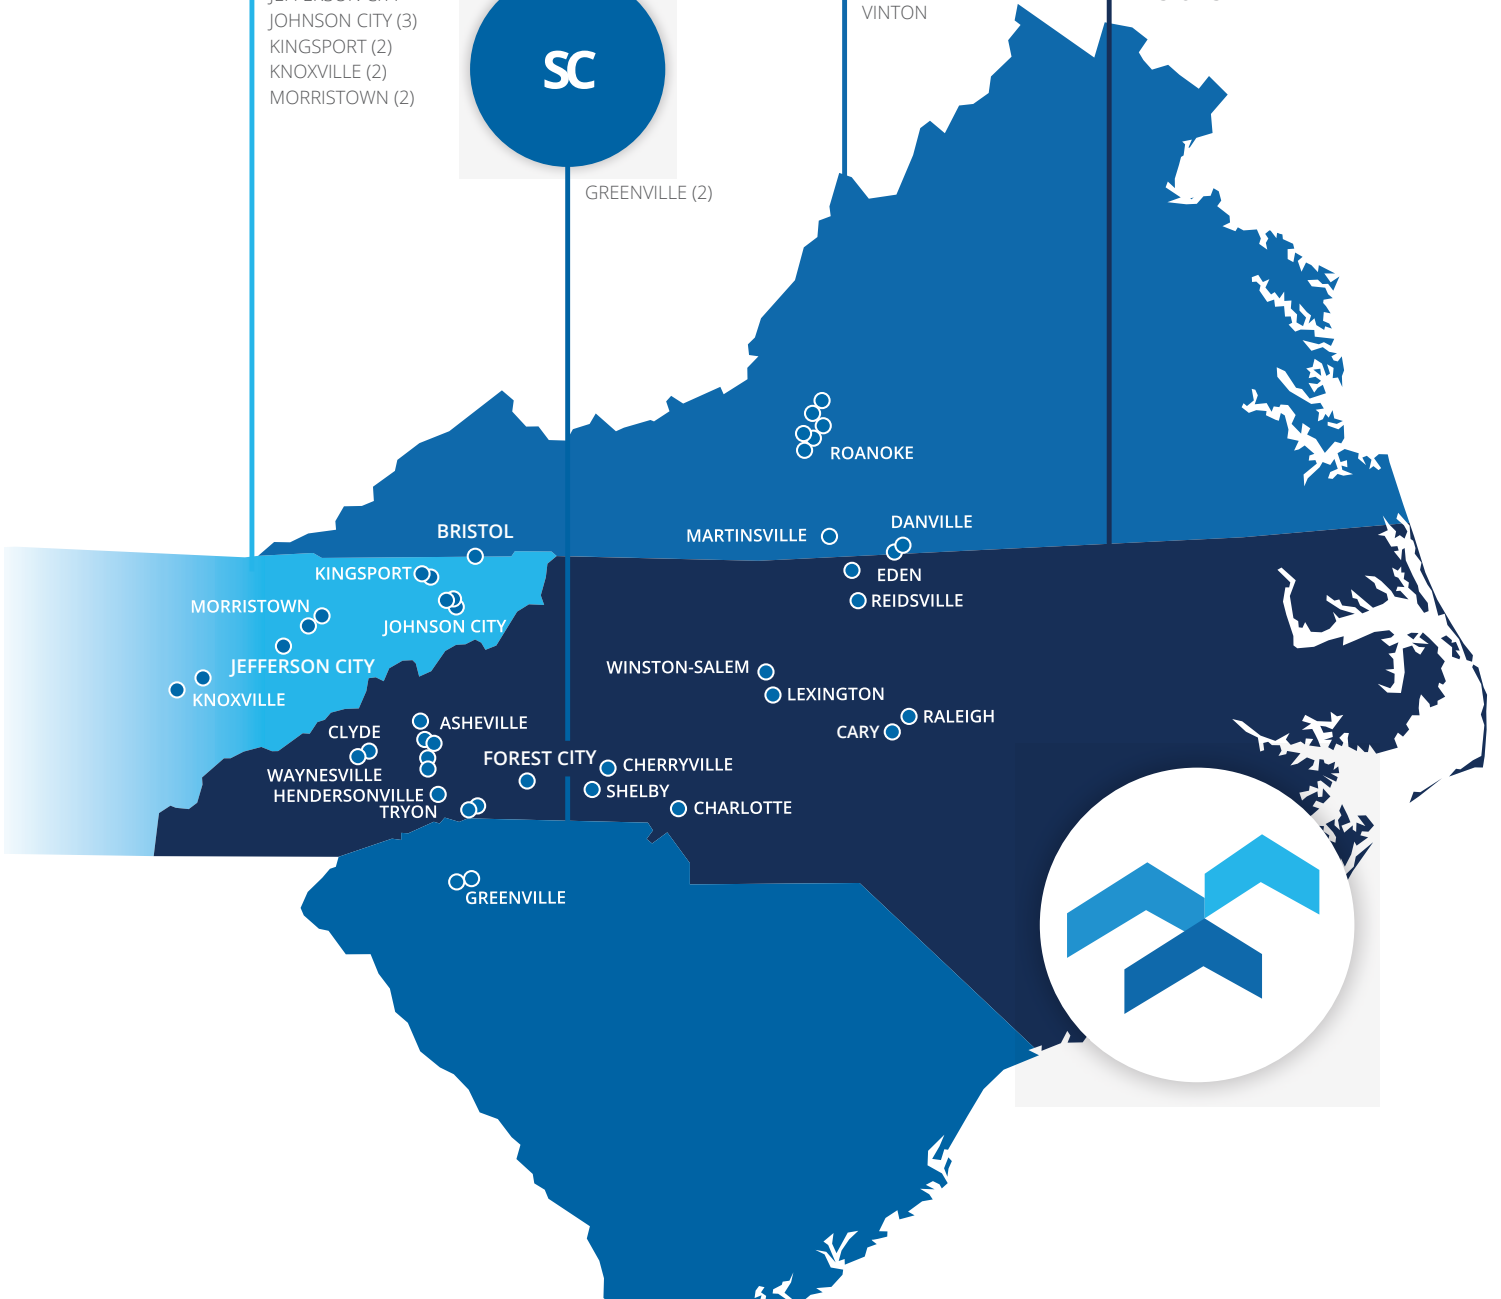 JOHNSON CITY (3)
KINGSPORT (2)
KNOXVILLE (2)
MORRISTOWN (2)
SC
GREENVILLE (2)
VINTON
ROANOKE
BRISTOL
MARTINSVILLE
DANVILLE
KINGSPORT
EDEN
MORRISTOWN
REIDSVILLE
JOHNSON CITY
JEFFERSON CITY
WINSTON-SALEM
KNOXVILLE
LEXINGTON
RALEIGH
CARY
ASHEVILLE
CLYDE
FOREST CITY
CHERRYVILLE
WAYNESVILLE
SHELBY
HENDERSONVILLE
CHARLOTTE
TRYON
GREENVILLE